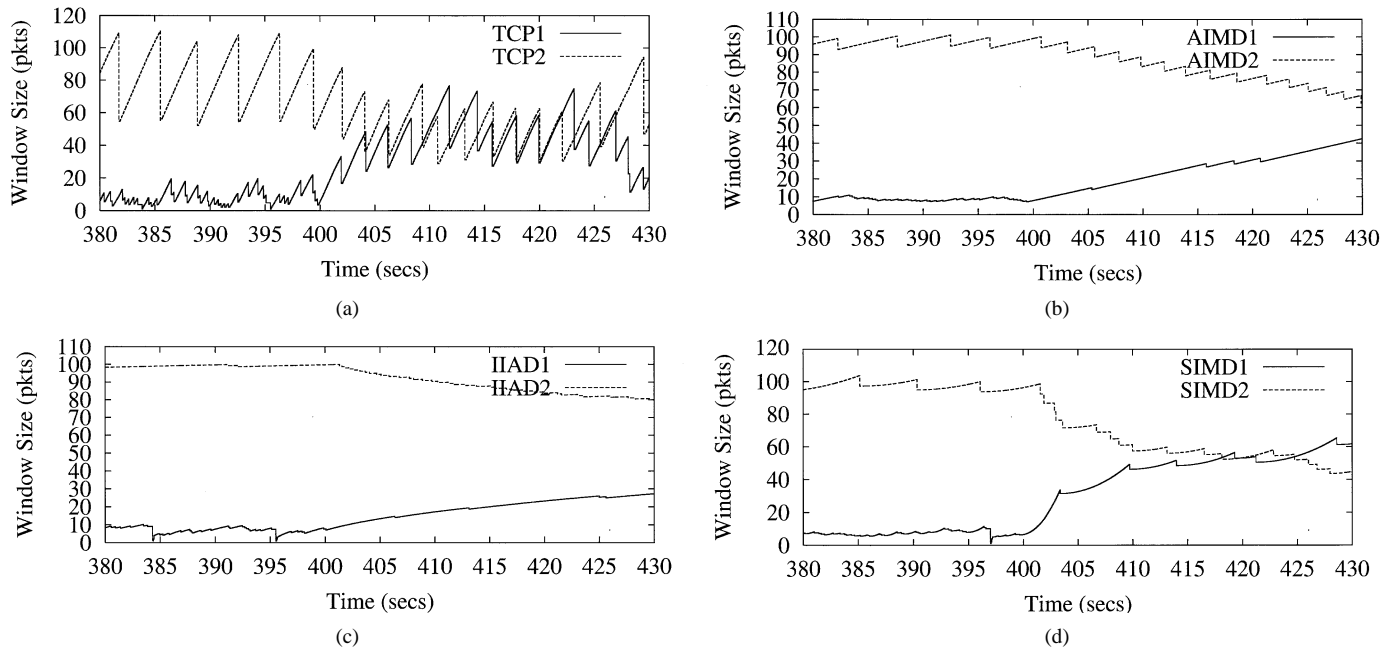 120
100
80
60
40
20
0
Window Size (pkts)
TCP1
TCP2
380 385 390 395 400 405 410 415 420 425 430
Time (secs)
(a)
110
100
90
80
70
60
50
40
30
20
10
0
Window Size (pkts)
AIMD1
AIMD2
380 385 390 395 400 405 410 415 420 425 430
Time (secs)
(b)
110
100
90
80
70
60
50
40
30
20
10
0
Window Size (pkts)
IIAD1
IIAD2
380 385 390 395 400 405 410 415 420 425 430
Time (secs)
(c)
120
100
80
60
40
20
0
Window Size (pkts)
SIMD1
SIMD2
380 385 390 395 400 405 410 415 420 425 430
Time (secs)
(d)